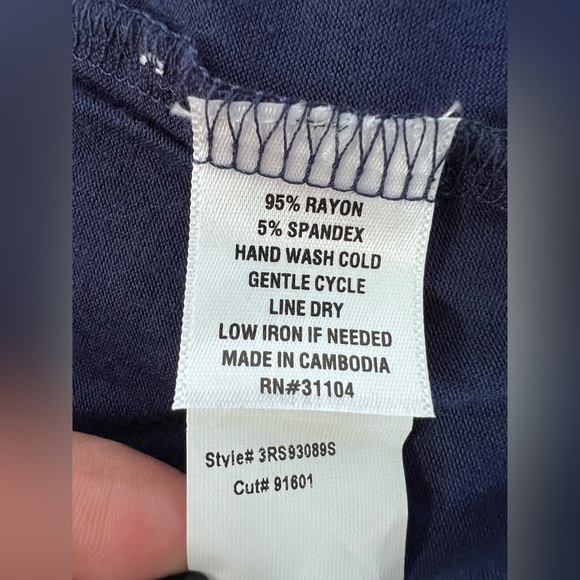 95% RAYON
5% SPANDEX
HAND WASH COLD
GENTLE CYCLE
LINE DRY
LOW IRON IF NEEDED
MADE IN CAMBODIA
RN#31104
Style# 3RS93089S
Cut# 91601